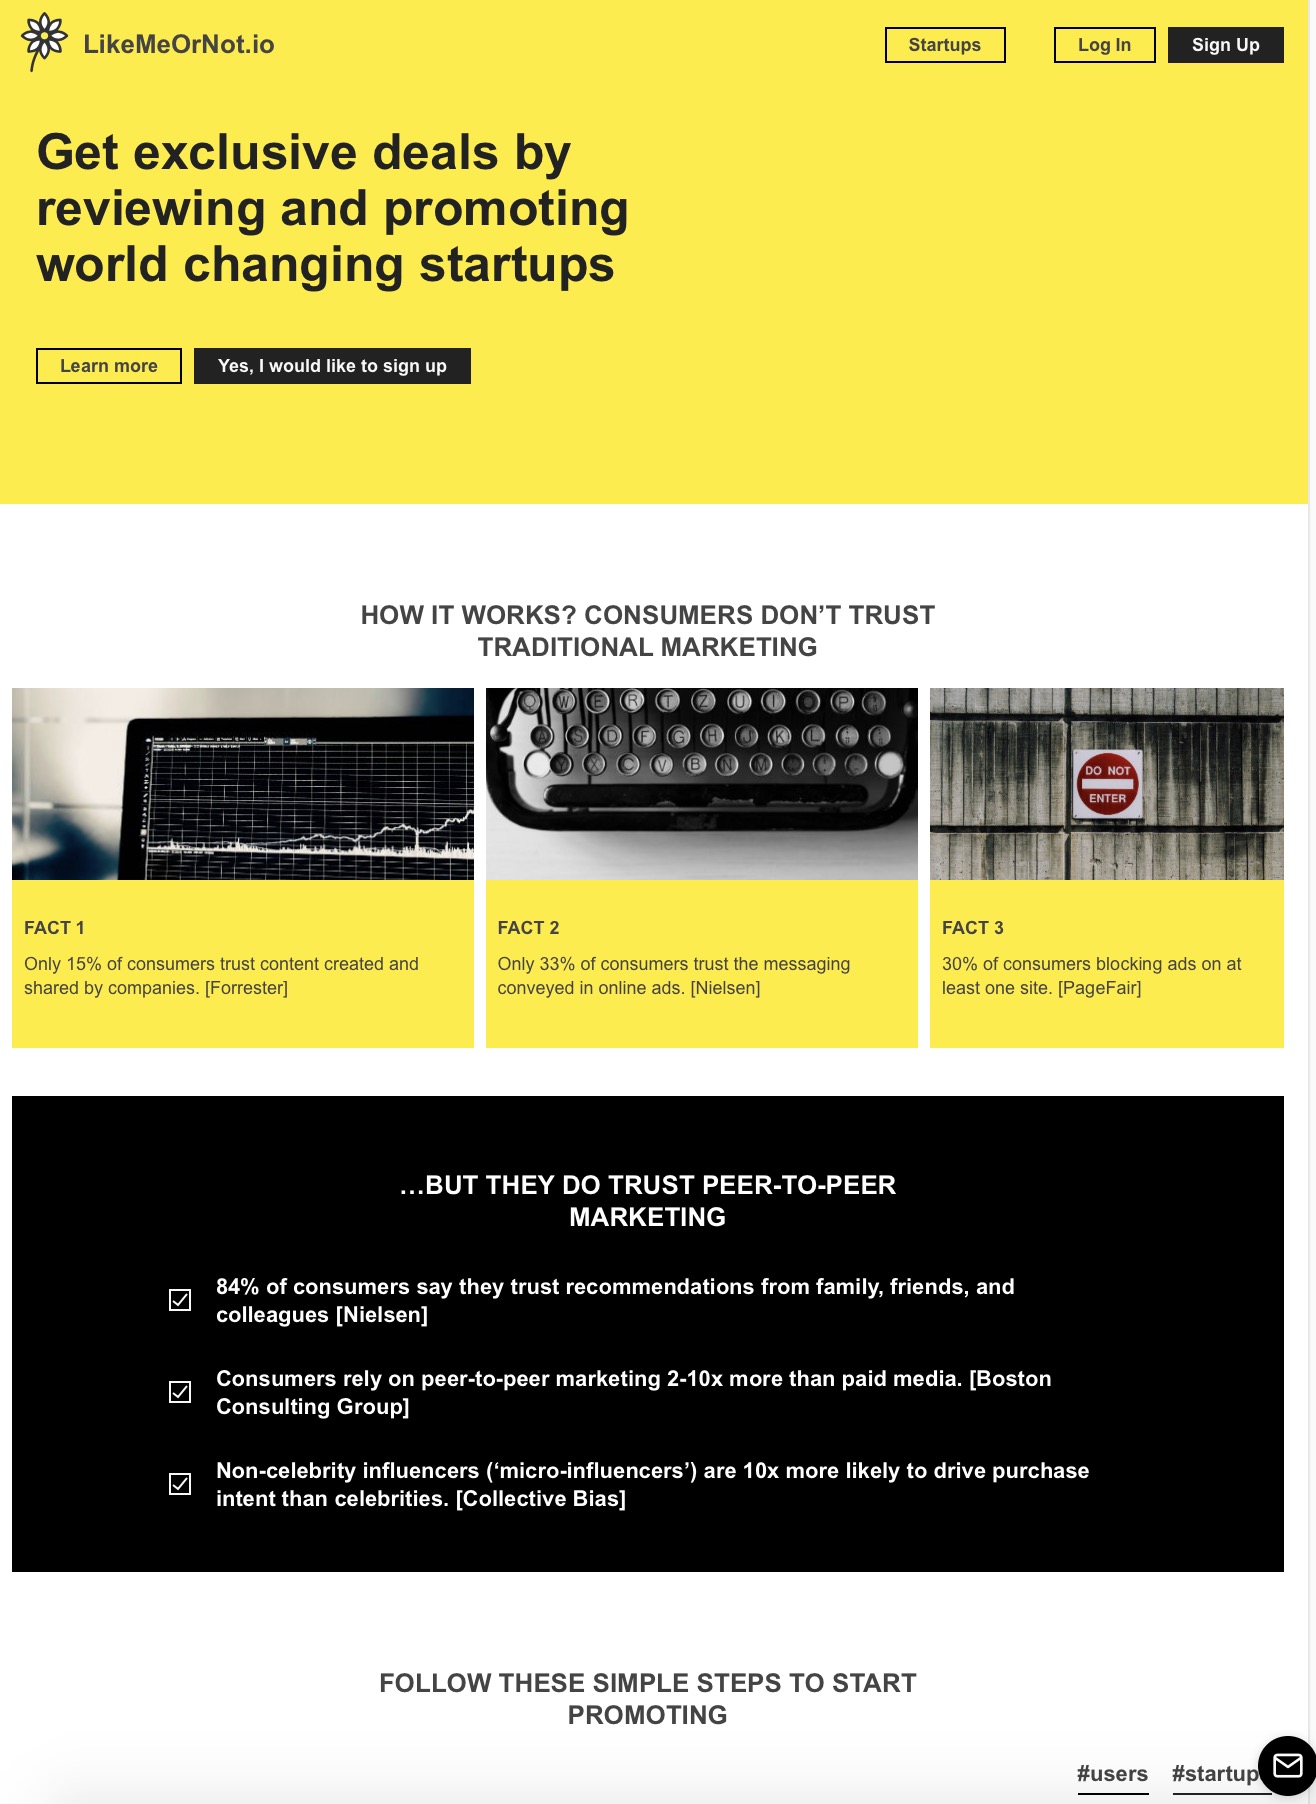 LikeMeOrNot.io
Startups
Log In
Sign Up
Get exclusive deals by
reviewing and promoting
world changing startups
Learn more
Yes, I would like to sign up
HOW IT WORKS? CONSUMERS DON’T TRUST
TRADITIONAL MARKETING
Q W E R T Z U I O P
A S D F G H J K L
Y X C V B N M
DO NOT
ENTER
FACT 1
Only 15% of consumers trust content created and
shared by companies. [Forrester]
FACT 2
Only 33% of consumers trust the messaging
conveyed in online ads. [Nielsen]
FACT 3
30% of consumers blocking ads on at
least one site. [PageFair]
…BUT THEY DO TRUST PEER-TO-PEER
MARKETING
84% of consumers say they trust recommendations from family, friends, and
colleagues [Nielsen]
Consumers rely on peer-to-peer marketing 2-10x more than paid media. [Boston
Consulting Group]
Non-celebrity influencers (‘micro-influencers’) are 10x more likely to drive purchase
intent than celebrities. [Collective Bias]
FOLLOW THESE SIMPLE STEPS TO START
PROMOTING
#users
#startup